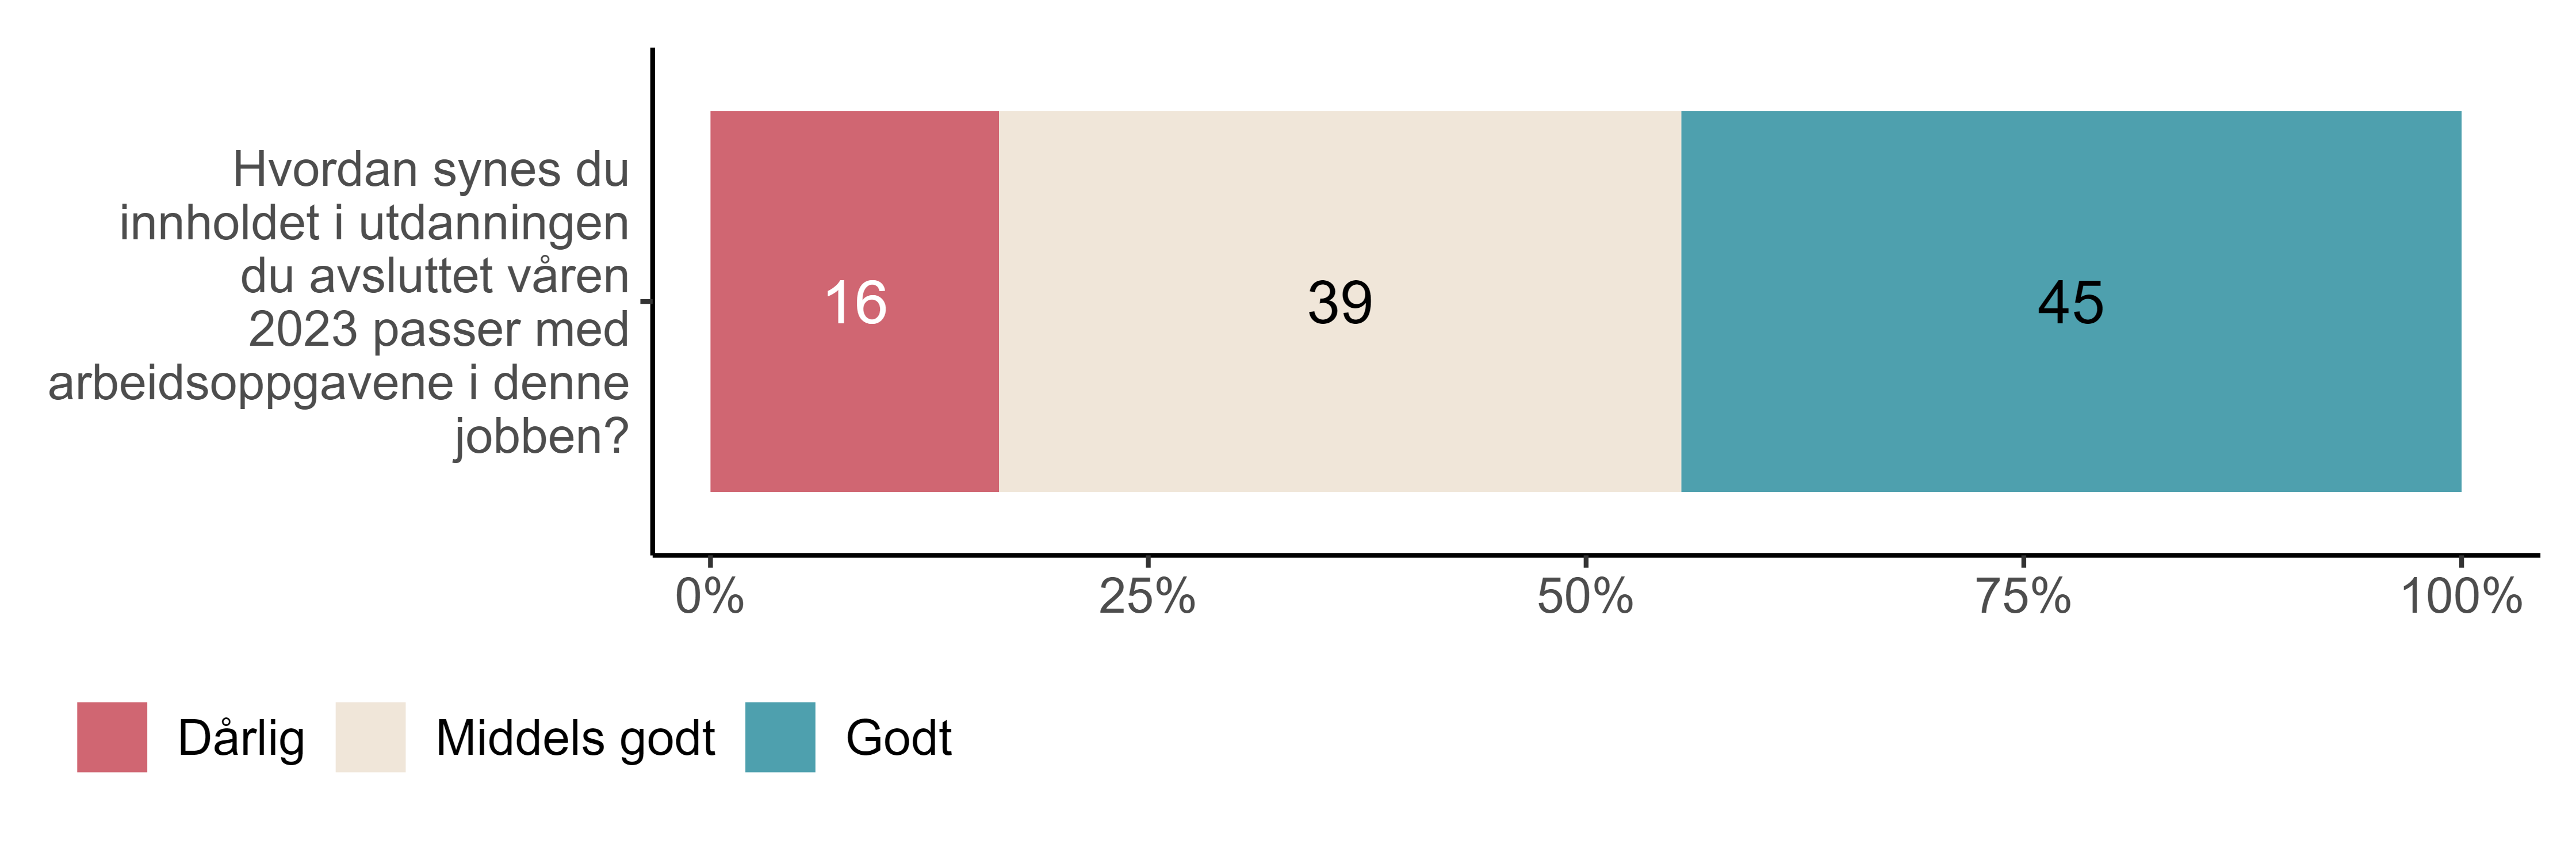 Hvordan synes du
innholdet i utdanningen
du avsluttet våren
2023 passer med
arbeidsoppgavene i denne
jobben?
16 39 45
0% 25% 50% 75% 100%
Dårlig Middels godt Godt